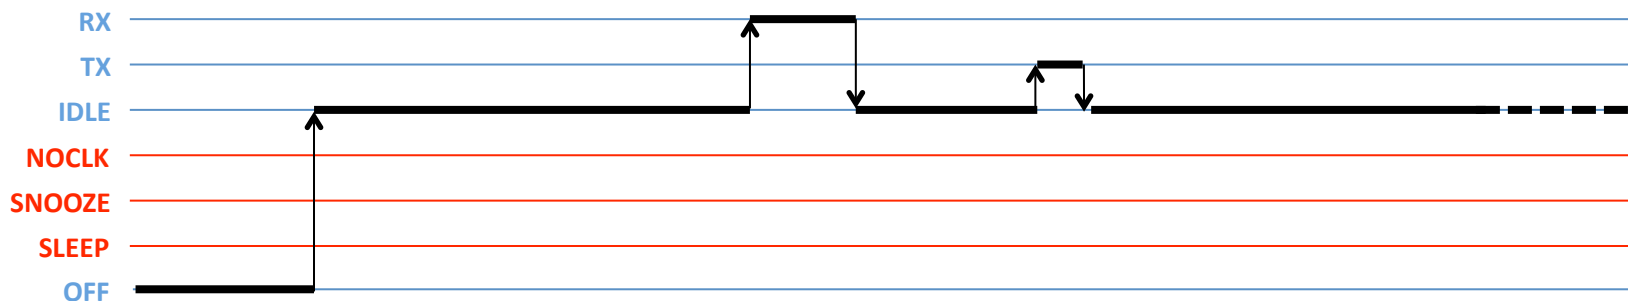 RX
TX
IDLE
NOCLK
SNOOZE
SLEEP
OFF